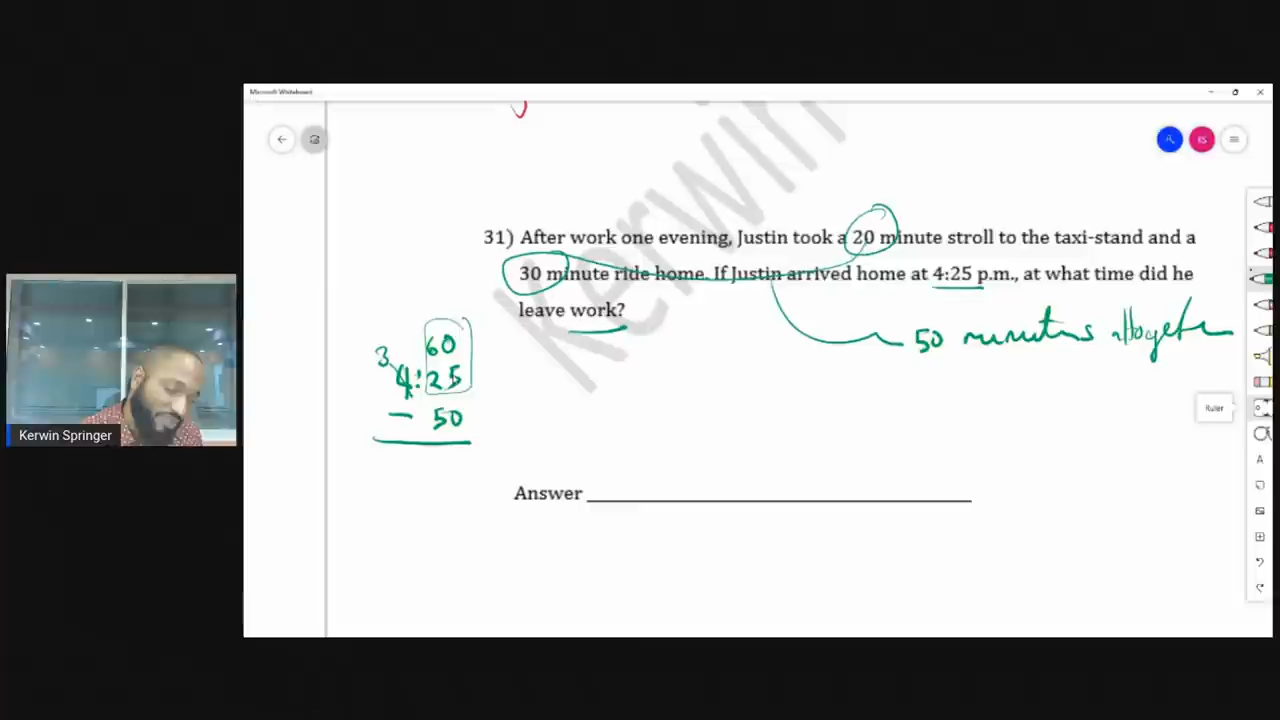 Microsoft Whiteboard
Kerwin
31) After work one evening, Justin took a 20 minute stroll to the taxi-stand and a
30 minute ride home. If Justin arrived home at 4:25 p.m., at what time did he
leave work?
50 minutes altogether
60
3
4:25
- 50
Ruler
Kerwin Springer
Answer ________________